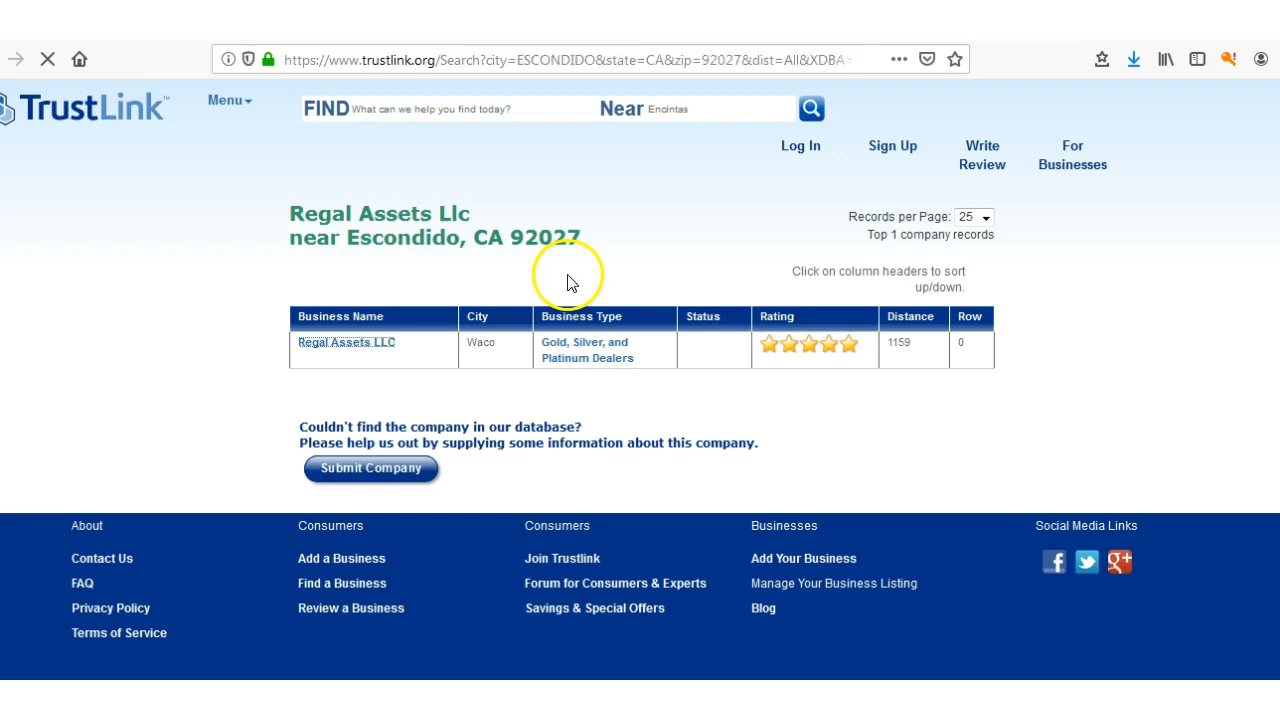 https://www.trustlink.org/Search?city=ESCONDIDO&state=CA&zip=92027&dist=All&XDBA=
TrustLink™
Menu
FIND What can we help you find today? Near Encintas
Log In
Sign Up
Write Review
For Businesses
Regal Assets Llc
near Escondido, CA 92027
Records per Page: 25
Top 1 company records
Click on column headers to sort
up/down.
Business Name City Business Type Status Rating Distance Row
Regal Assets LLC Waco Gold, Silver, and 1159 0
Platinum Dealers
Couldn't find the company in our database?
Please help us out by supplying some information about this company.
Submit Company
About Consumers Consumers Businesses Social Media Links
Contact Us Add a Business Join Trustlink Add Your Business
FAQ Find a Business Forum for Consumers & Experts Manage Your Business Listing
Privacy Policy Review a Business Savings & Special Offers Blog
Terms of Service